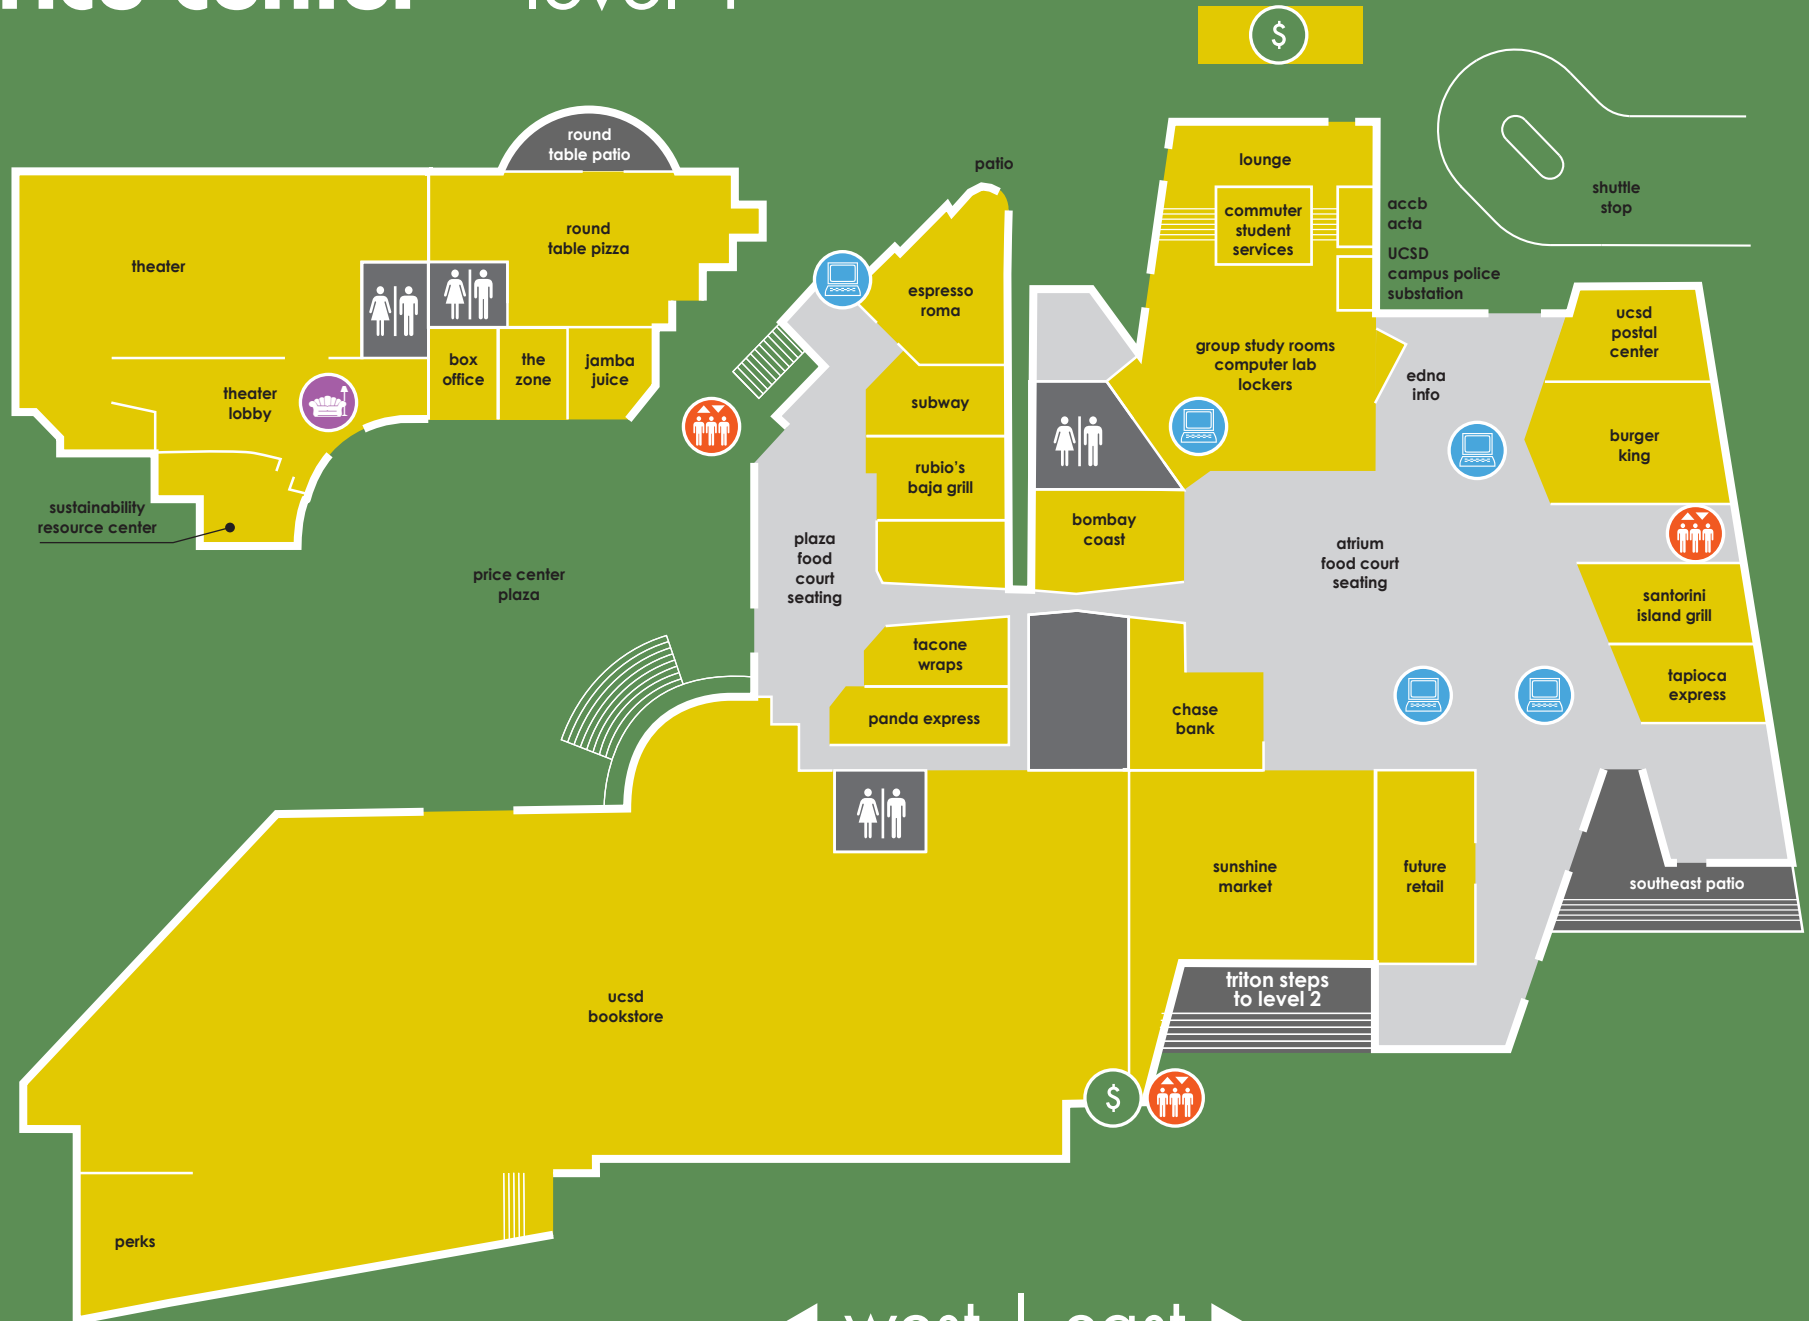 level 1
$
round
table patio
patio
lounge
shuttle
stop
accb
acta
commuter
student
services
round
table pizza
theater
UCSD
campus police
substation
espresso
roma
ucsd
postal
center
group study rooms
computer lab
lockers
box
office
the
zone
jamba
juice
edna
info
theater
lobby
subway
burger
king
rubio's
baja grill
sustainability
resource center
bombay
coast
plaza
food
court
seating
atrium
food court
seating
price center
plaza
santorini
island grill
tacone
wraps
tapioca
express
panda express
chase
bank
sunshine
market
future
retail
southeast patio
triton steps
to level 2
ucsd
bookstore
$
perks
west | east